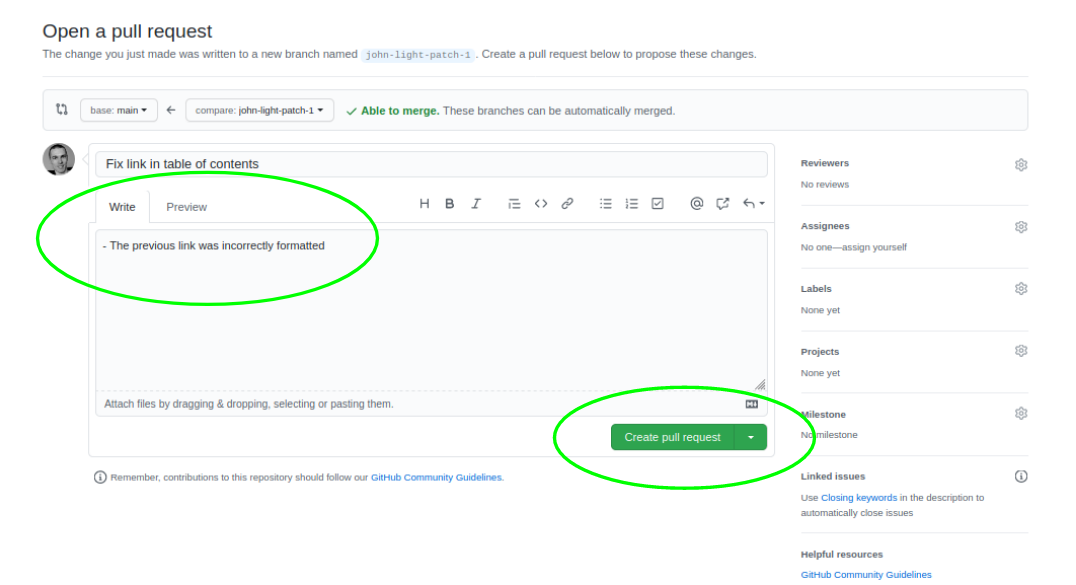 Open a pull request
The change you just made was written to a new branch named john-light-patch-1 . Create a pull request below to propose these changes.
base: main
compare: john-light-patch-1
Able to merge. These branches can be automatically merged.
Fix link in table of contents
Write Preview
H B I
- The previous link was incorrectly formatted
Attach files by dragging & dropping, selecting or pasting them.
Create pull request
Remember, contributions to this repository should follow our GitHub Community Guidelines.
Reviewers
No reviews
Assignees
No one—assign yourself
Labels
None yet
Projects
None yet
Milestone
No milestone
Linked issues
Use Closing keywords in the description to
automatically close issues
Helpful resources
GitHub Community Guidelines